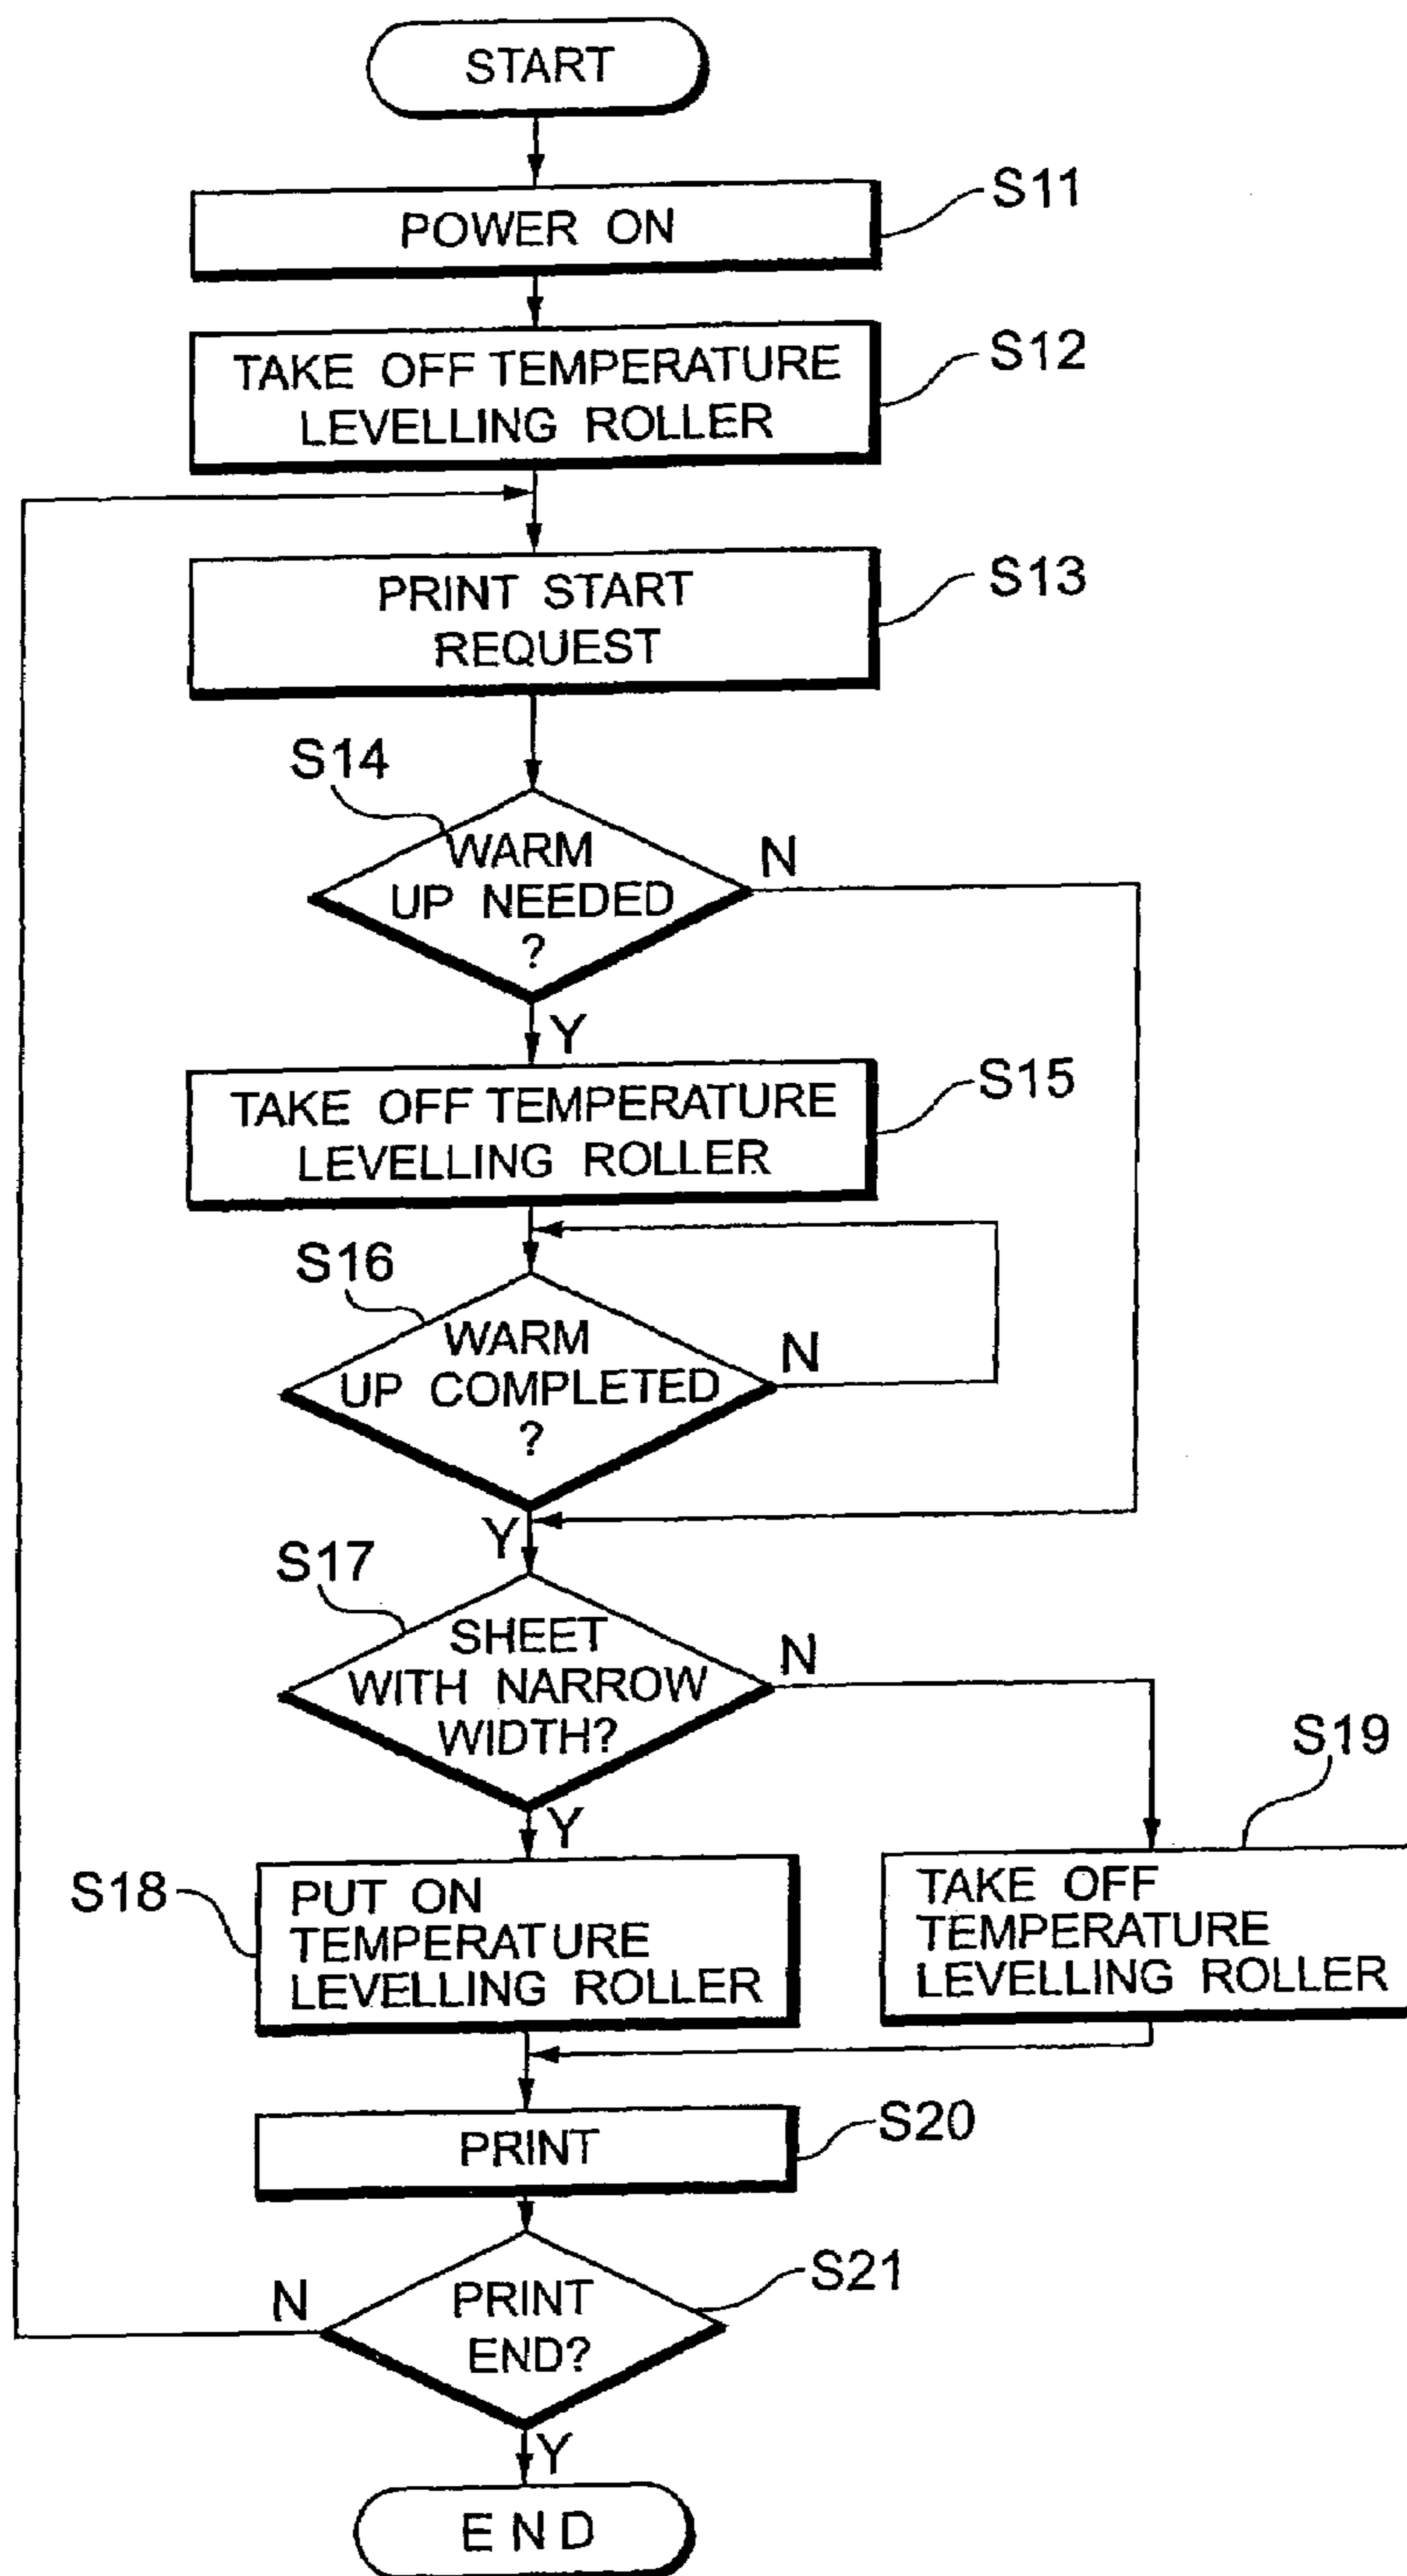 START
POWER ON
S11
TAKE OFF TEMPERATURE
LEVELLING ROLLER
S12
PRINT START
REQUEST
S13
S14
WARM
UP NEEDED
?
N
Y
TAKE OFF TEMPERATURE
LEVELLING ROLLER
S15
S16
WARM
UP COMPLETED
?
N
Y
S17
SHEET
WITH NARROW
WIDTH?
N
Y
S18
PUT ON
TEMPERATURE
LEVELLING ROLLER
S19
TAKE OFF
TEMPERATURE
LEVELLING ROLLER
PRINT
S20
PRINT
END?
S21
N
Y
END